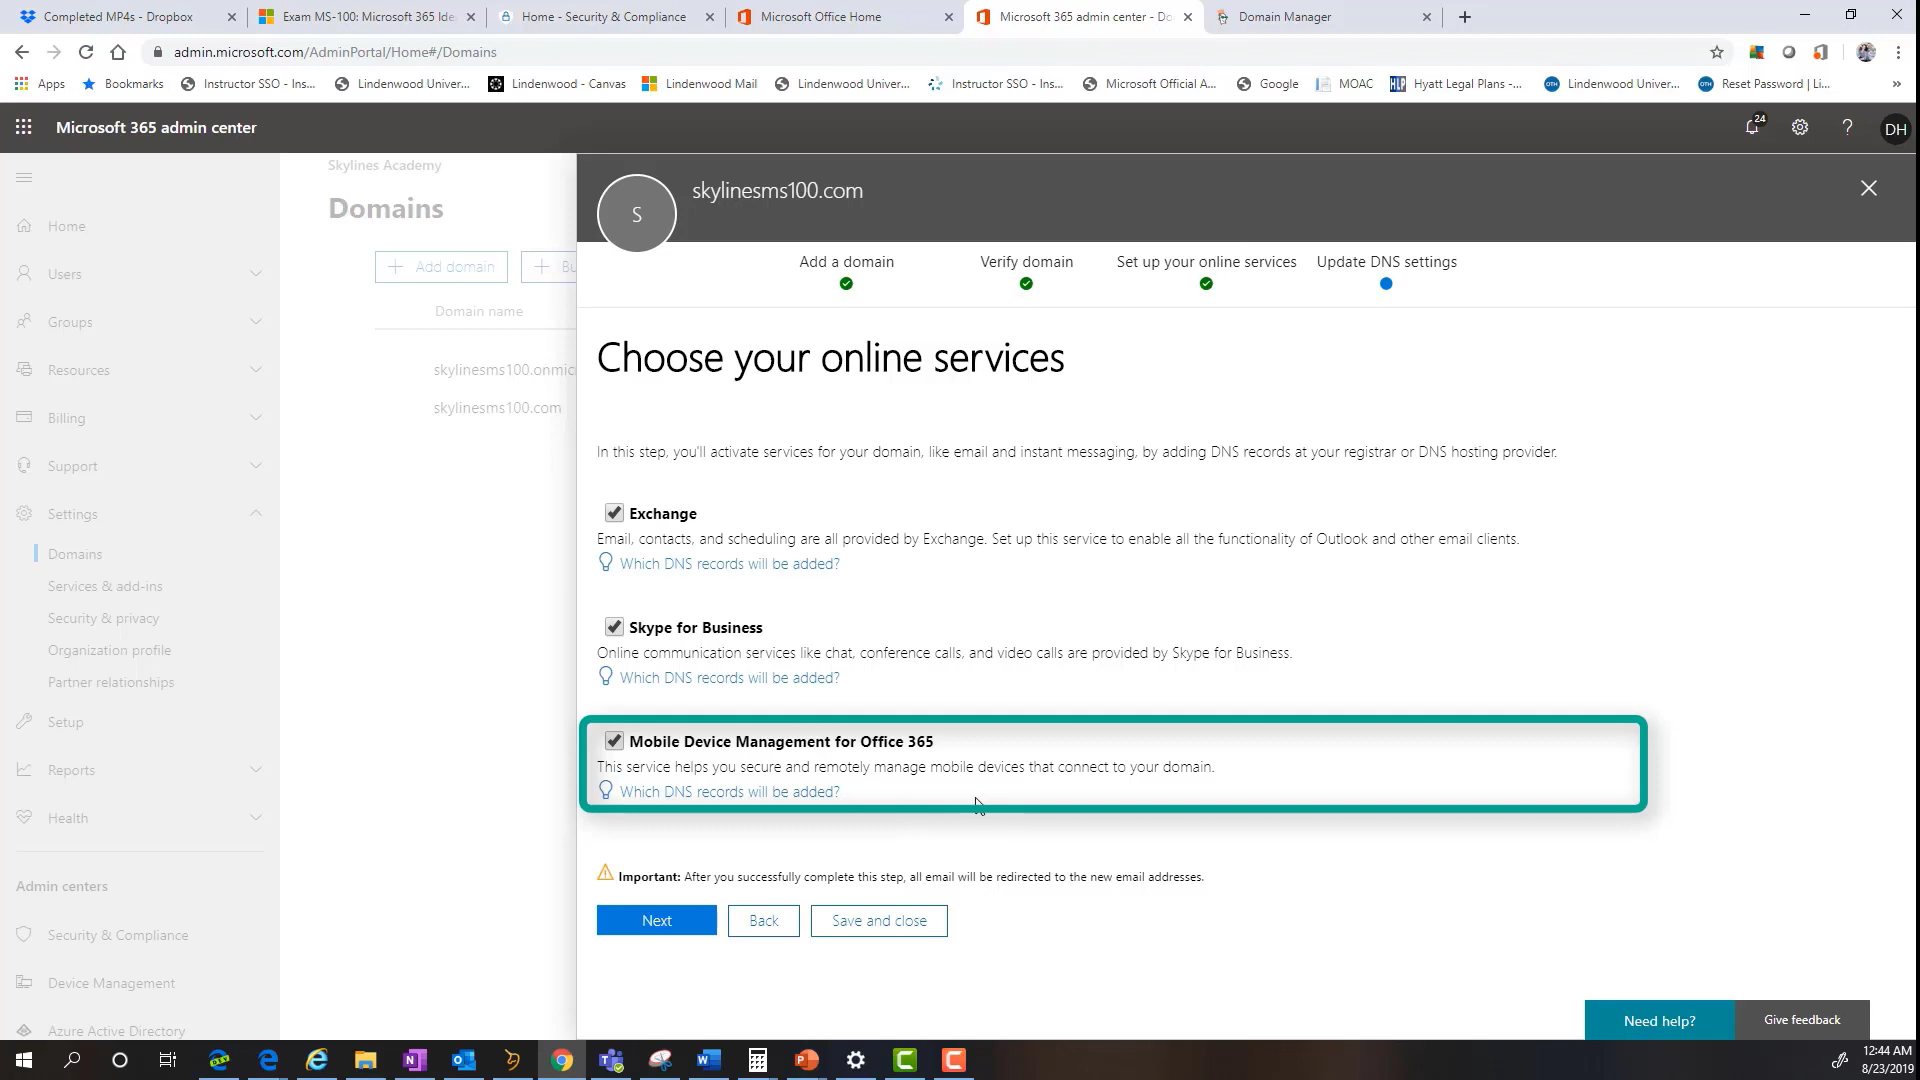 Completed MP4s - Dropbox
Exam MS-100: Microsoft 365 Ide
Home - Security & Compliance
Microsoft Office Home
Microsoft 365 admin center - Do
Domain Manager
admin.microsoft.com/AdminPortal/Home#/Domains
Apps
Bookmarks
Instructor SSO - Ins...
Lindenwood Univer...
Lindenwood - Canvas
Lindenwood Mail
Lindenwood Univer...
Instructor SSO - Ins...
Microsoft Official A...
Google
MOAC
Hyatt Legal Plans -...
Lindenwood Univer...
Reset Password | Li...
»
Microsoft 365 admin center
24
?
DH
Skylines Academy
Domains
Add domain
Bu
Domain name
skylinesms100.onmic
skylinesms100.com
Home
Users
Groups
Resources
Billing
Support
Settings
Domains
Services & add-ins
Security & privacy
Organization profile
Partner relationships
Setup
Reports
Health
Admin centers
Security & Compliance
Device Management
Azure Active Directory
S
skylinesms100.com
Add a domain
Verify domain
Set up your online services
Update DNS settings
Choose your online services
In this step, you'll activate services for your domain, like email and instant messaging, by adding DNS records at your registrar or DNS hosting provider.
Exchange
Email, contacts, and scheduling are all provided by Exchange. Set up this service to enable all the functionality of Outlook and other email clients.
Which DNS records will be added?
Skype for Business
Online communication services like chat, conference calls, and video calls are provided by Skype for Business.
Which DNS records will be added?
Mobile Device Management for Office 365
This service helps you secure and remotely manage mobile devices that connect to your domain.
Which DNS records will be added?
Important: After you successfully complete this step, all email will be redirected to the new email addresses.
Next
Back
Save and close
Need help?
Give feedback
12:44 AM
8/23/2019